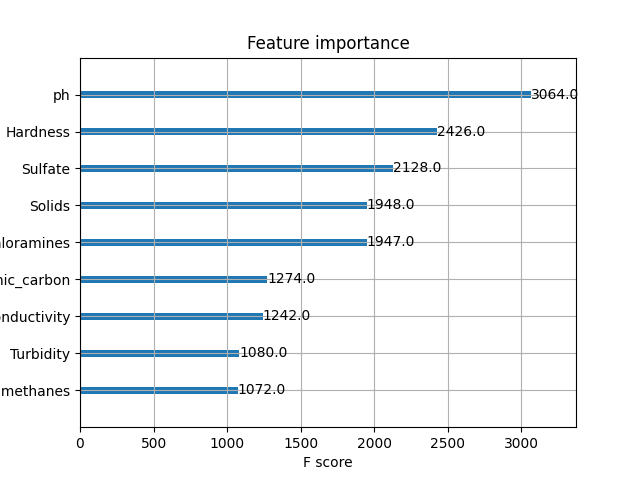 Feature importance
ph
3064.0
Hardness
2426.0
Sulfate
2128.0
Solids
1948.0
loramines
1947.0
nic_carbon
1274.0
nductivity
1242.0
Turbidity
1080.0
methanes
1072.0
0 500 1000 1500 2000 2500 3000
F score